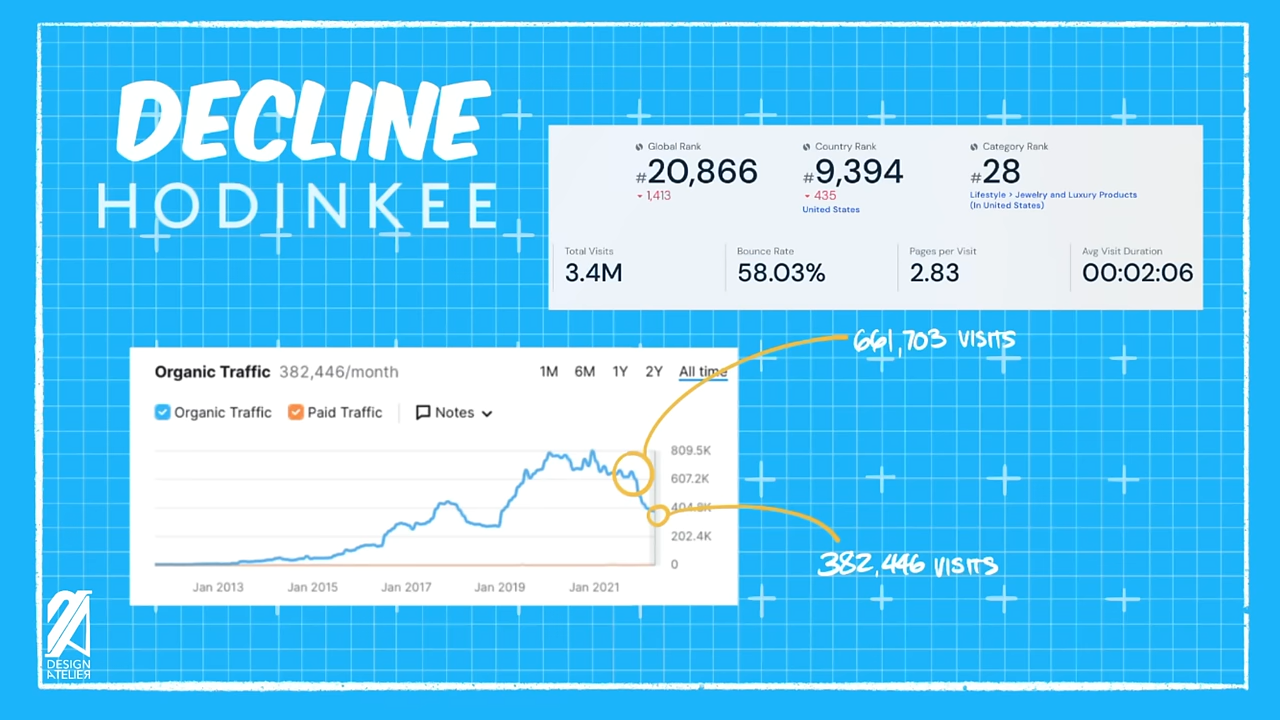 DECLINE
HODINKEE
Global Rank
#20,866
1,413
Country Rank
#9,394
435
United States
Category Rank
#28
Lifestyle > Jewelry and Luxury Products
(In United States)
Total Visits
3.4M
Bounce Rate
58.03%
Pages per Visit
2.83
Avg Visit Duration
00:02:06
661,703 VISITS
Organic Traffic 382,446/month
1M 6M 1Y 2Y All time
Organic Traffic Paid Traffic Notes
809.5K
607.2K
404.8K
202.4K
0
Jan 2013 Jan 2015 Jan 2017 Jan 2019 Jan 2021
382,446 VISITS
DESIGN
ATELIER